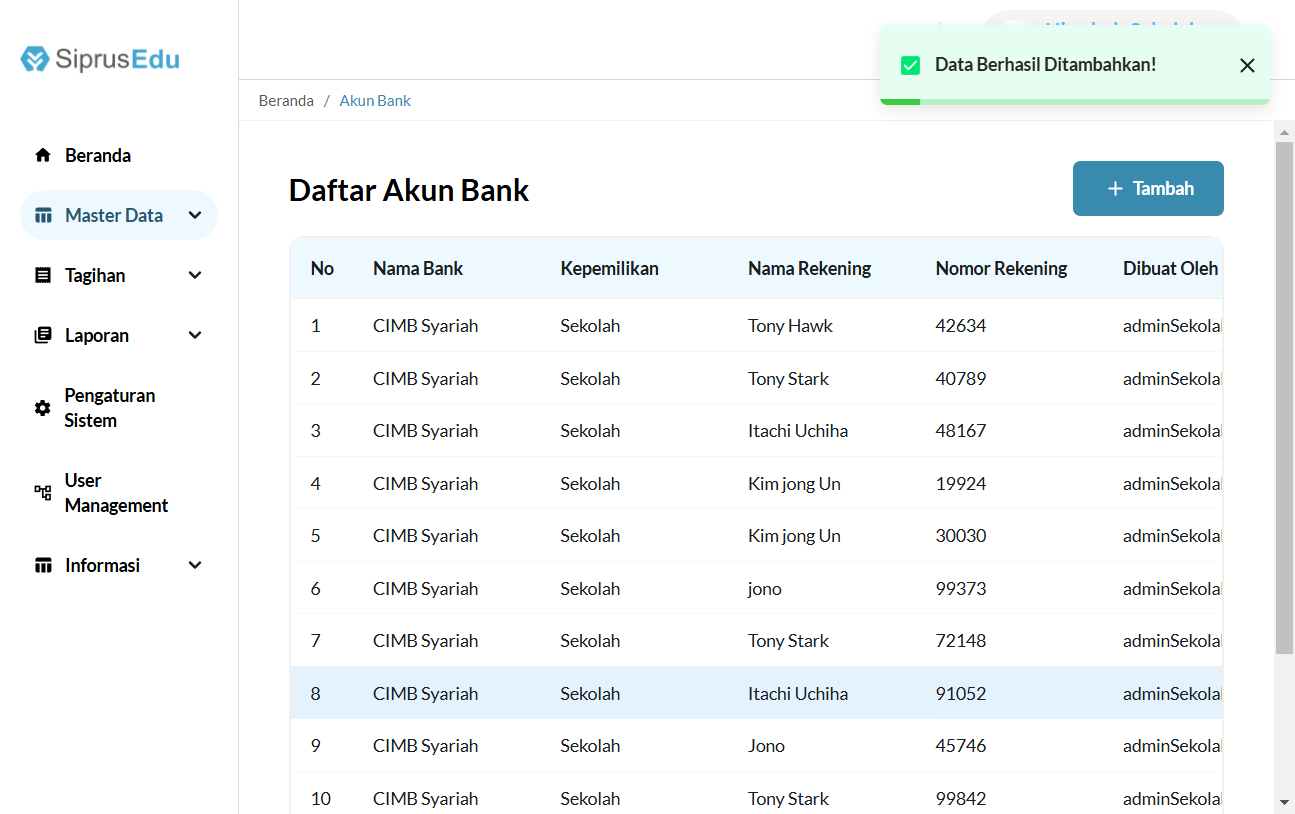 SiprusEdu
Data Berhasil Ditambahkan!
Beranda / Akun Bank
Beranda
Master Data
Tagihan
Laporan
Pengaturan
Sistem
User
Management
Informasi
Daftar Akun Bank
+ Tambah
No Nama Bank Kepemilikan Nama Rekening Nomor Rekening Dibuat Oleh
1 CIMB Syariah Sekolah Tony Hawk 42634 adminSekolah
2 CIMB Syariah Sekolah Tony Stark 40789 adminSekolah
3 CIMB Syariah Sekolah Itachi Uchiha 48167 adminSekolah
4 CIMB Syariah Sekolah Kim jong Un 19924 adminSekolah
5 CIMB Syariah Sekolah Kim jong Un 30030 adminSekolah
6 CIMB Syariah Sekolah jono 99373 adminSekolah
7 CIMB Syariah Sekolah Tony Stark 72148 adminSekolah
8 CIMB Syariah Sekolah Itachi Uchiha 91052 adminSekolah
9 CIMB Syariah Sekolah Jono 45746 adminSekolah
10 CIMB Syariah Sekolah Tony Stark 99842 adminSekolah